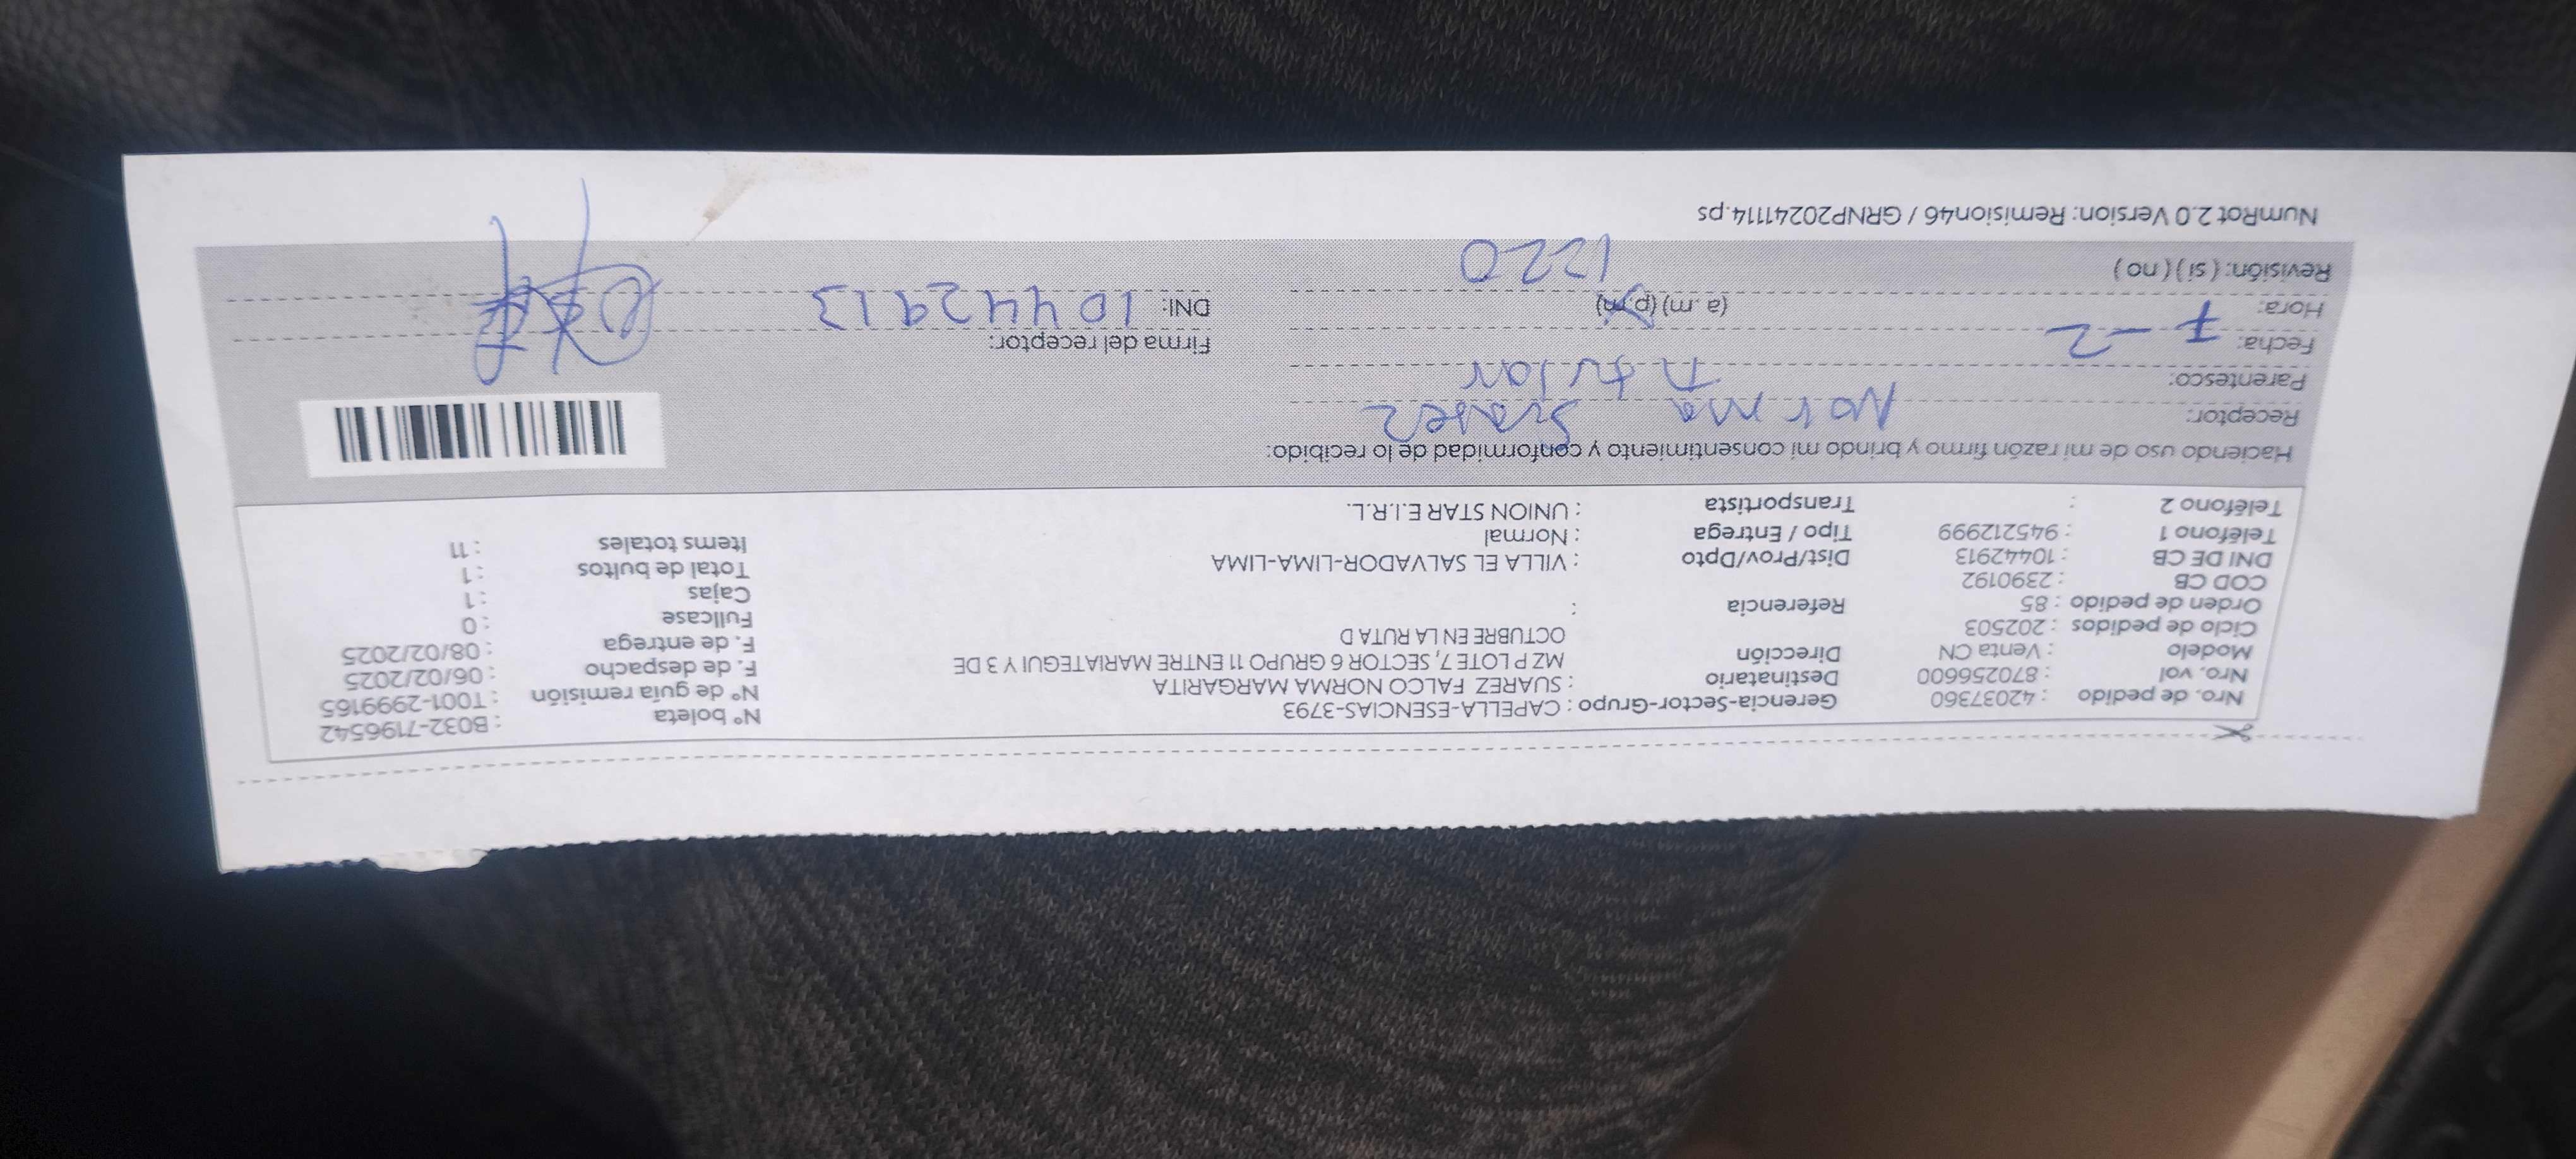 Nro. de pedido : 42037360 Gerencia-Sector-Grupo : CAPELLA-ESENCIAS-3793 N° boleta : B032-7196542
Nro. vol : 870256600 Destinatario : SUAREZ FALCO NORMA MARGARITA N° de guía remisión : T001-2999165
Modelo : Venta CN Dirección MZ P LOTE 7, SECTOR 6 GRUPO 11 ENTRE MARIATEGUI Y 3 DE F. de despacho : 06/02/2025
Ciclo de pedidos : 202503 OCTUBRE EN LA RUTA D F. de entrega : 08/02/2025
Orden de pedido : 85 Referencia : Fullcase : 0
COD CB : 2390192 Cajas : 1
DNI DE CB : 10442913 Dist/Prov/Dpto : VILLA EL SALVADOR-LIMA-LIMA Total de bultos : 1
Teléfono 1 : 945212999 Tipo / Entrega : Normal Items totales : 11
Teléfono 2 : Transportista : UNION STAR E.I.R.L.
Haciendo uso de mi razón firmo y brindo mi consentimiento y conformidad de lo recibido:
Receptor: Norma Suarez
Parentesco: titular
Fecha: 7-2 Firma del receptor:
Hora: (a. m) (p. m) DNI: 10442913
Revisión: ( si ) ( no ) 1220
NumRot 2.0 Version: Remision46 / GRNP20241114.ps